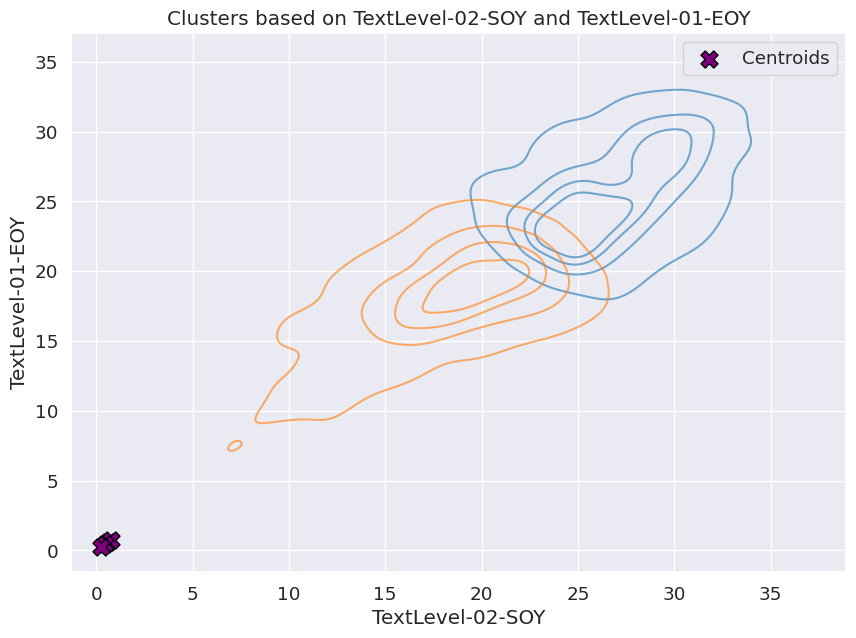 Clusters based on TextLevel-02-SOY and TextLevel-01-EOY
Centroids
TextLevel-01-EOY
35
30
25
20
15
10
5
0
0 5 10 15 20 25 30 35
TextLevel-02-SOY